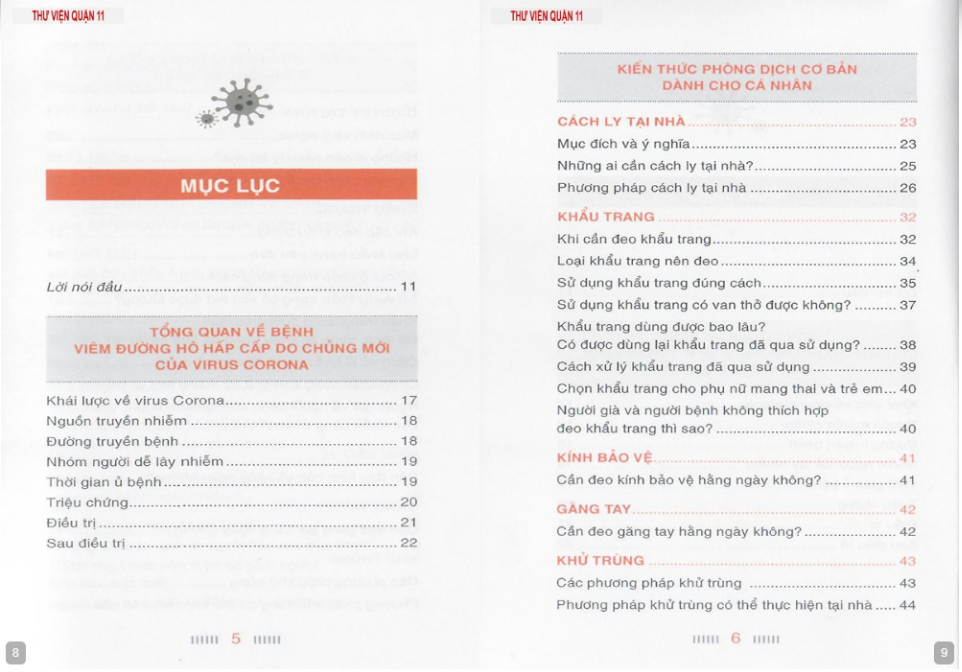 THƯ VIỆN QUẬN 11
MỤC LỤC
Lời nói đầu ........ 11
TỔNG QUAN VỀ BỆNH
VIÊM ĐƯỜNG HÔ HẤP CẤP DO CHỦNG MỚI
CỦA VIRUS CORONA
Khái lược về virus Corona........ 17
Nguồn truyền nhiễm ........ 18
Đường truyền bệnh ........ 18
Nhóm người dễ lây nhiễm........ 19
Thời gian ủ bệnh........ 19
Triệu chứng........ 20
Điều trị........ 21
Sau điều trị ........ 22
5
8
THƯ VIỆN QUẬN 11
KIẾN THỨC PHÒNG DỊCH CƠ BẢN
DÀNH CHO CÁ NHÂN
CÁCH LY TẠI NHÀ ........ 23
Mục đích và ý nghĩa........ 23
Những ai cần cách ly tại nhà?........ 25
Phương pháp cách ly tại nhà ........ 26
KHẨU TRANG ........ 32
Khi cần đeo khẩu trang........ 32
Loại khẩu trang nên đeo ........ 34
Sử dụng khẩu trang đúng cách........ 35
Sử dụng khẩu trang có van thở được không? ........ 37
Khẩu trang dùng được bao lâu?
Có được dùng lại khẩu trang đã qua sử dụng? ........ 38
Cách xử lý khẩu trang đã qua sử dụng ........ 39
Chọn khẩu trang cho phụ nữ mang thai và trẻ em... 40
Người già và người bệnh không thích hợp
đeo khẩu trang thì sao? ........ 40
KÍNH BẢO VỆ........ 41
Cần đeo kính bảo vệ hằng ngày không? ........ 41
GĂNG TAY........ 42
Cần đeo găng tay hằng ngày không?........ 42
KHỬ TRÙNG ........ 43
Các phương pháp khử trùng ........ 43
Phương pháp khử trùng có thể thực hiện tại nhà ..... 44
6
9